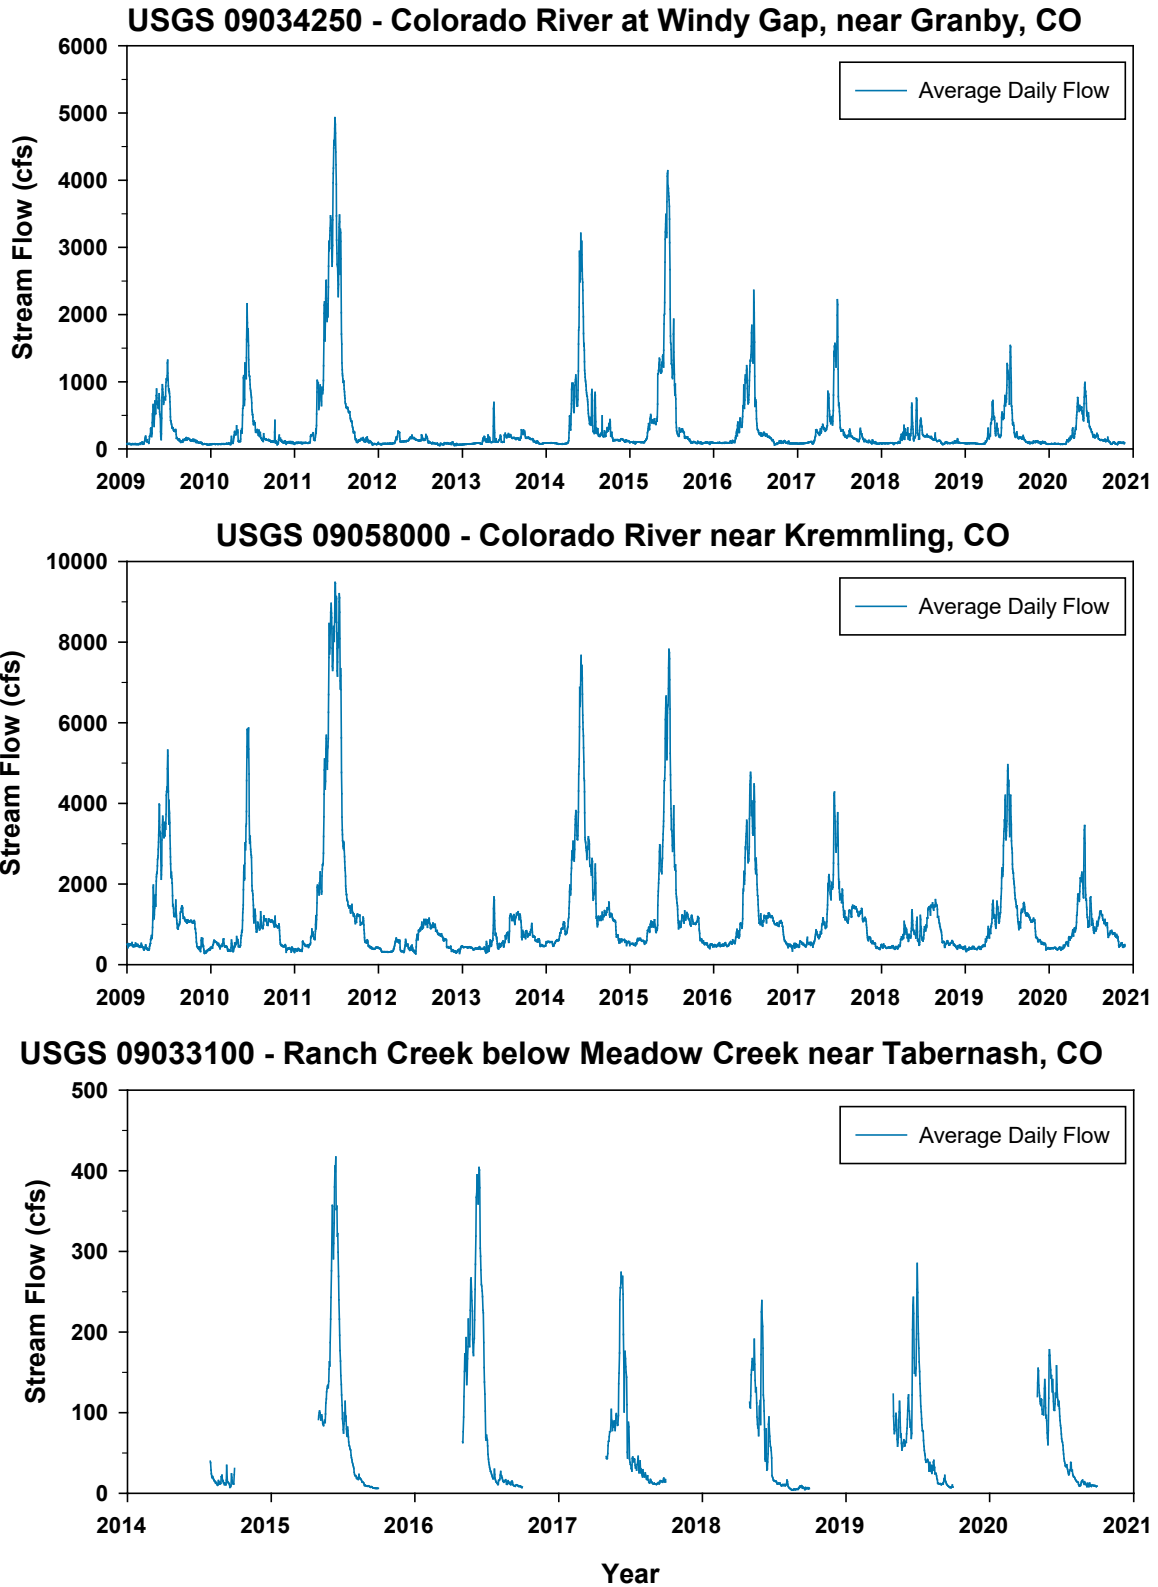 USGS 09034250 - Colorado River at Windy Gap, near Granby, CO
6000
Average Daily Flow
5000
4000
3000
2000
1000
0
Stream Flow (cfs)
2009 2010 2011 2012 2013 2014 2015 2016 2017 2018 2019 2020 2021
USGS 09058000 - Colorado River near Kremmling, CO
10000
Average Daily Flow
8000
6000
4000
2000
0
Stream Flow (cfs)
2009 2010 2011 2012 2013 2014 2015 2016 2017 2018 2019 2020 2021
USGS 09033100 - Ranch Creek below Meadow Creek near Tabernash, CO
500
Average Daily Flow
400
300
200
100
0
Stream Flow (cfs)
2014 2015 2016 2017 2018 2019 2020 2021
Year